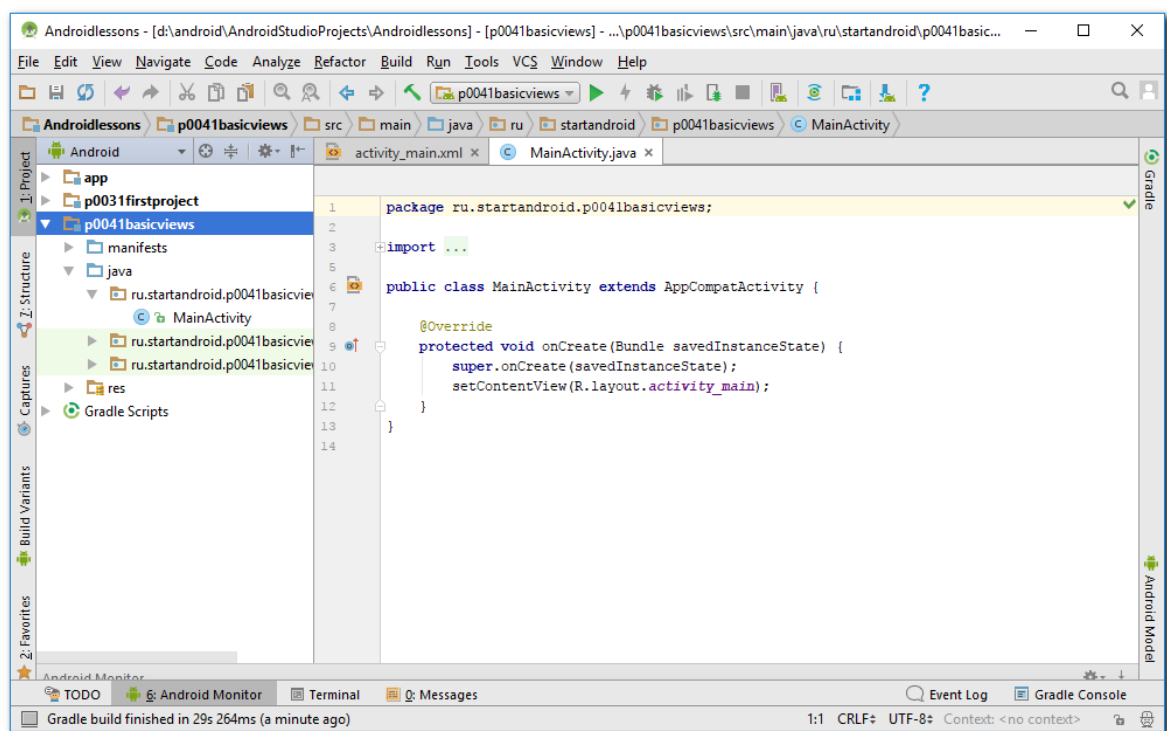 Androidlessons - [d:\android\AndroidStudioProjects\Androidlessons] - [p0041basicviews] - ...\p0041basicviews\src\main\java\ru\startandroid\p0041basic...
File Edit View Navigate Code Analyze Refactor Build Run Tools VCS Window Help
p0041basicviews
Androidlessons p0041basicviews src main java ru startandroid p0041basicviews MainActivity
Android
activity_main.xml MainActivity.java
1: Project
Z: Structure
Captures
Build Variants
2: Favorites
app
p0031firstproject
p0041basicviews
manifests
java
ru.startandroid.p0041basicvie
MainActivity
ru.startandroid.p0041basicvie
ru.startandroid.p0041basicvie
res
Gradle Scripts
1 package ru.startandroid.p0041basicviews;
2
3 import ...
5
6 public class MainActivity extends AppCompatActivity {
7
8 @Override
9 protected void onCreate(Bundle savedInstanceState) {
10 super.onCreate(savedInstanceState);
11 setContentView(R.layout.activity_main);
12 }
13 }
14
Gradle
Android Model
Android Monitor
TODO 6: Android Monitor Terminal 0: Messages Event Log Gradle Console
Gradle build finished in 29s 264ms (a minute ago) 1:1 CRLF UTF-8 Context: <no context>